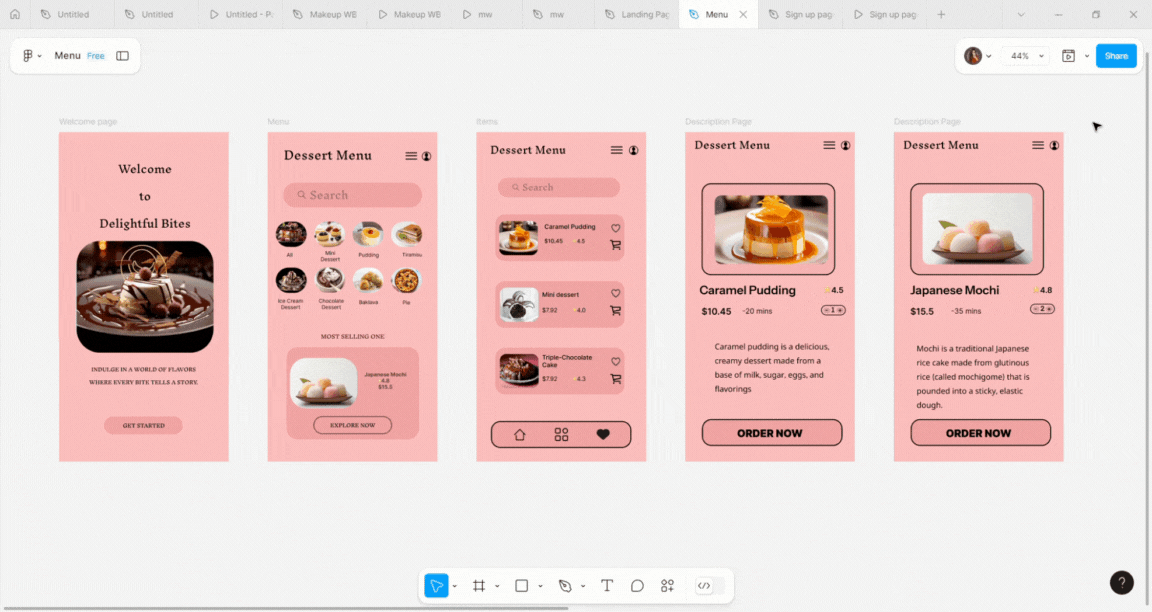 Untitled
Untitled
Untitled - P
Makeup WE
Makeup WE
mw
mw
Landing Pag
Menu
Sign up pag
Sign up pag
Menu
Free
44%
Share
Welcome page
Welcome
to
Delightful Bites
INDULGE IN A WORLD OF FLAVORS
WHERE EVERY BITE TELLS A STORY.
GET STARTED
Menu
Dessert Menu
Search
All
Mini
Dessert
Pudding
Tiramisu
Ice Cream
Dessert
Chocolate
Dessert
Baklava
Pie
MOST SELLING ONE
Japanese Mochi
4.8
$15.5
EXPLORE NOW
Items
Dessert Menu
Search
Caramel Pudding
$10.45
4.5
Mini dessert
$7.92
4.0
Triple-Chocolate
Cake
$7.92
4.3
Description Page
Dessert Menu
Caramel Pudding
4.5
$10.45
-20 mins
1
Caramel pudding is a delicious,
creamy dessert made from a
base of milk, sugar, eggs, and
flavorings
ORDER NOW
Description Page
Dessert Menu
Japanese Mochi
4.8
$15.5
-35 mins
2
Mochi is a traditional Japanese
rice cake made from glutinous
rice (called mochigome) that is
pounded into a sticky, elastic
dough.
ORDER NOW